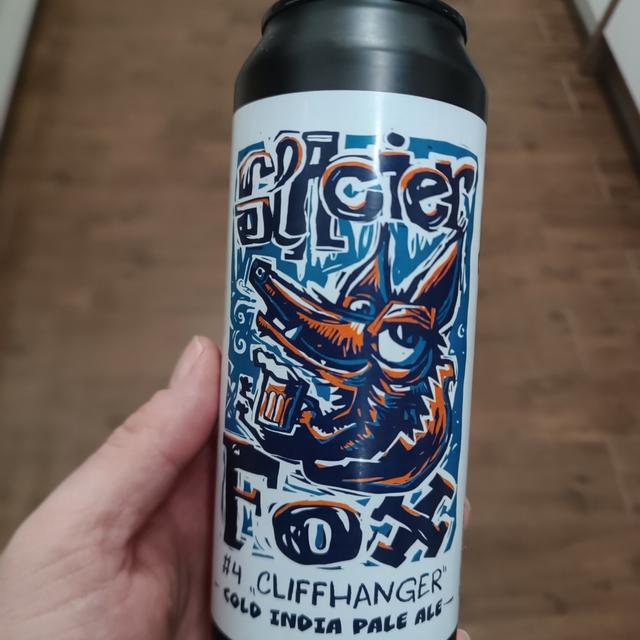 Glacier
Fox
#4 „CLIFFHANGER"
- COLD INDIA PALE ALE -